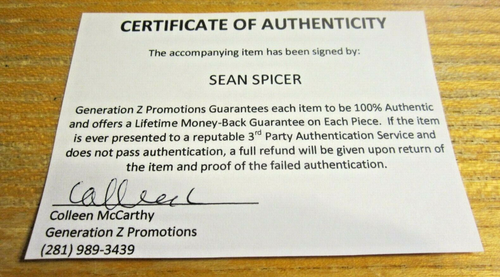 CERTIFICATE OF AUTHENTICITY
The accompanying item has been signed by:
SEAN SPICER
Generation Z Promotions Guarantees each item to be 100% Authentic
and offers a Lifetime Money-Back Guarantee on Each Piece. If the item
is ever presented to a reputable 3rd Party Authentication Service and
does not pass authentication, a full refund will be given upon return of
the item and proof of the failed authentication.
Colleen
Colleen McCarthy
Generation Z Promotions
(281) 989-3439